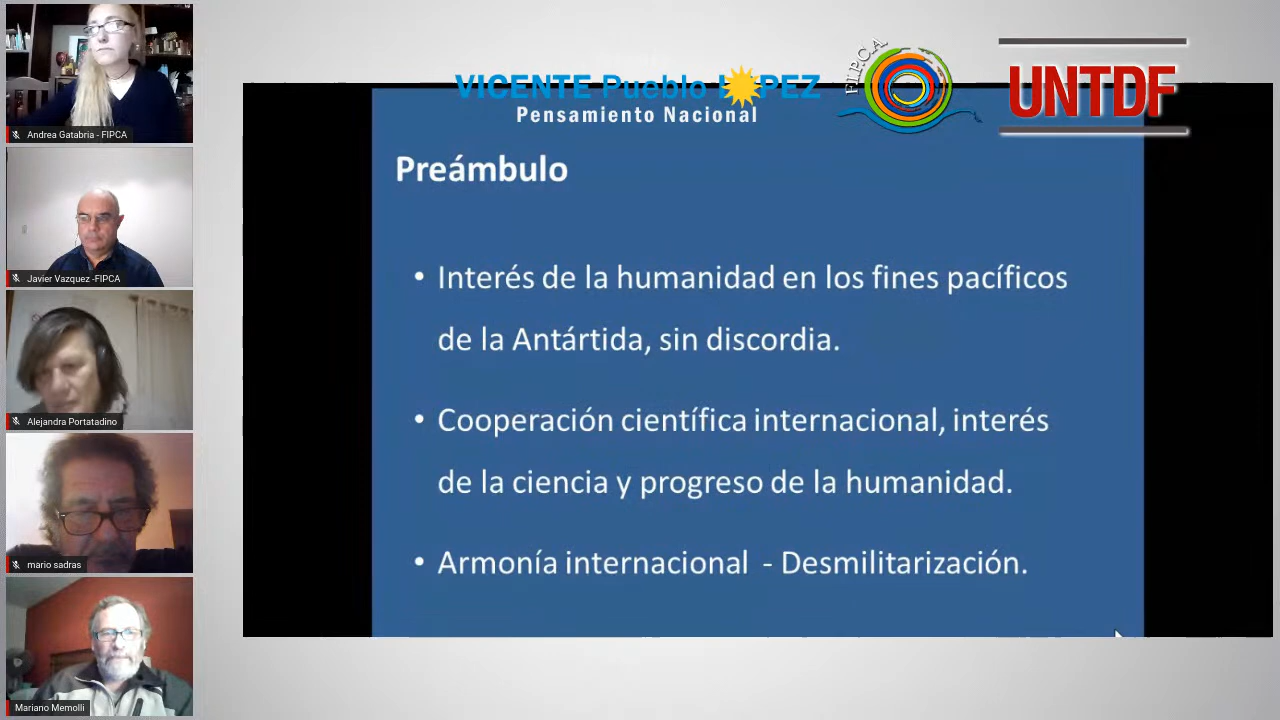 Andrea Gatabria - FIPCA
Javier Vazquez -FIPCA
Alejandra Portatadino
mario sadras
Mariano Memolli
VICENTE Pueblo LOPEZ
Pensamiento Nacional
FIPCA
UNTDF
Preámbulo
• Interés de la humanidad en los fines pacíficos
de la Antártida, sin discordia.
• Cooperación científica internacional, interés
de la ciencia y progreso de la humanidad.
• Armonía internacional - Desmilitarización.